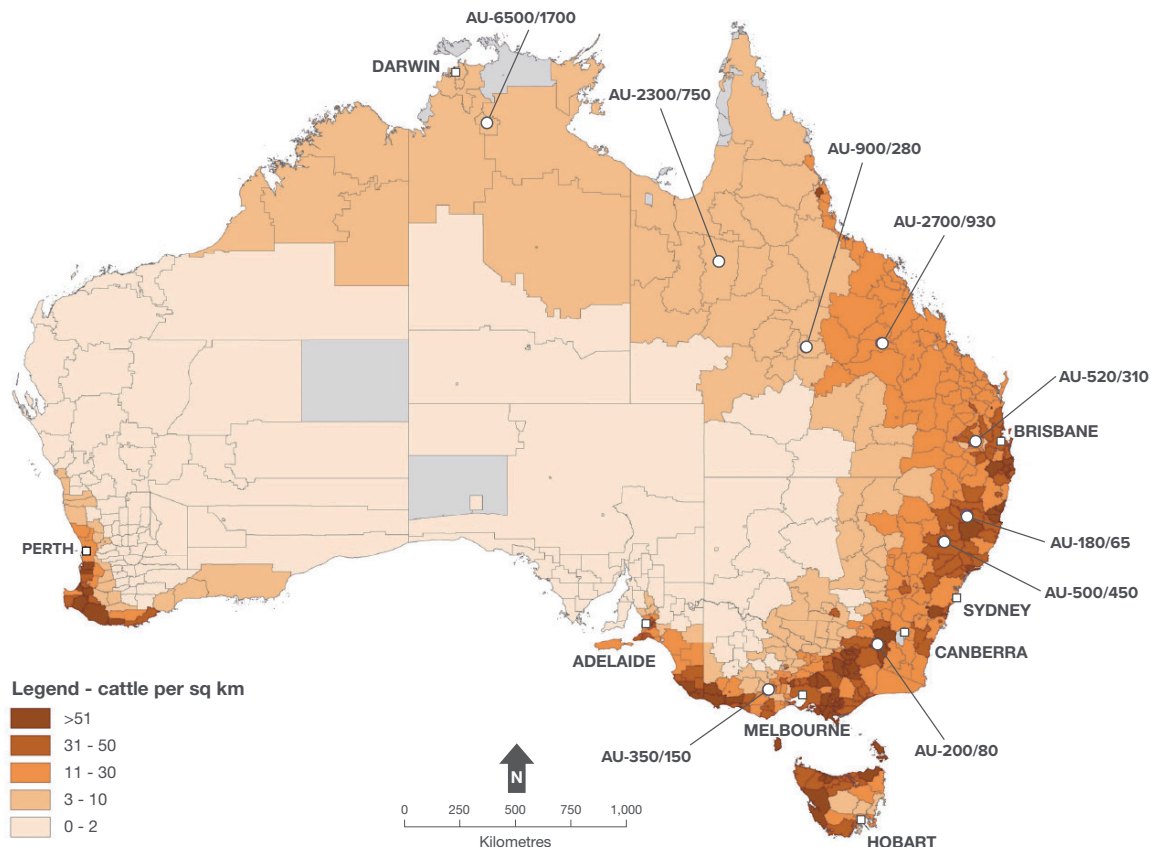 AU-6500/1700
DARWIN
AU-2300/750
AU-900/280
AU-2700/930
AU-520/310
BRISBANE
PERTH
AU-180/65
AU-500/450
SYDNEY
ADELAIDE
CANBERRA
Legend - cattle per sq km
>51
31 - 50
11 - 30
3 - 10
0 - 2
MELBOURNE
AU-350/150
AU-200/80
N
0 250 500 750 1,000
Kilometres
HOBART